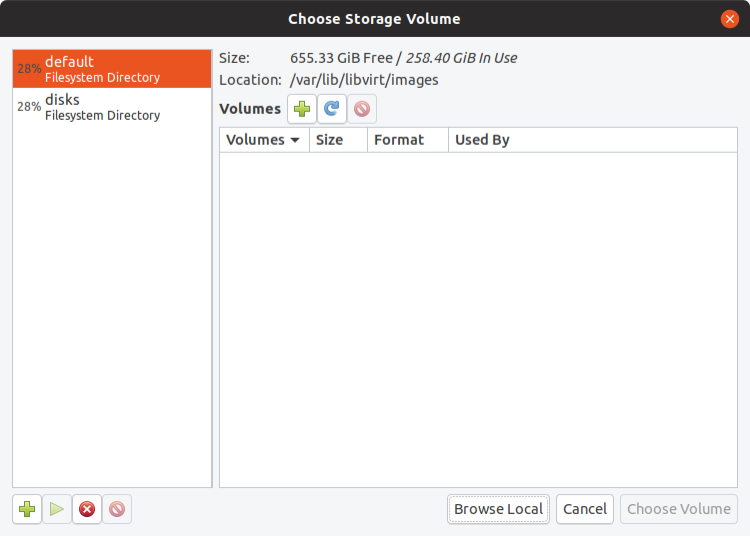 Choose Storage Volume
28% default
Filesystem Directory
28% disks
Filesystem Directory
Size: 655.33 GiB Free / 258.40 GiB In Use
Location: /var/lib/libvirt/images
Volumes
Volumes Size Format Used By
Browse Local Cancel Choose Volume